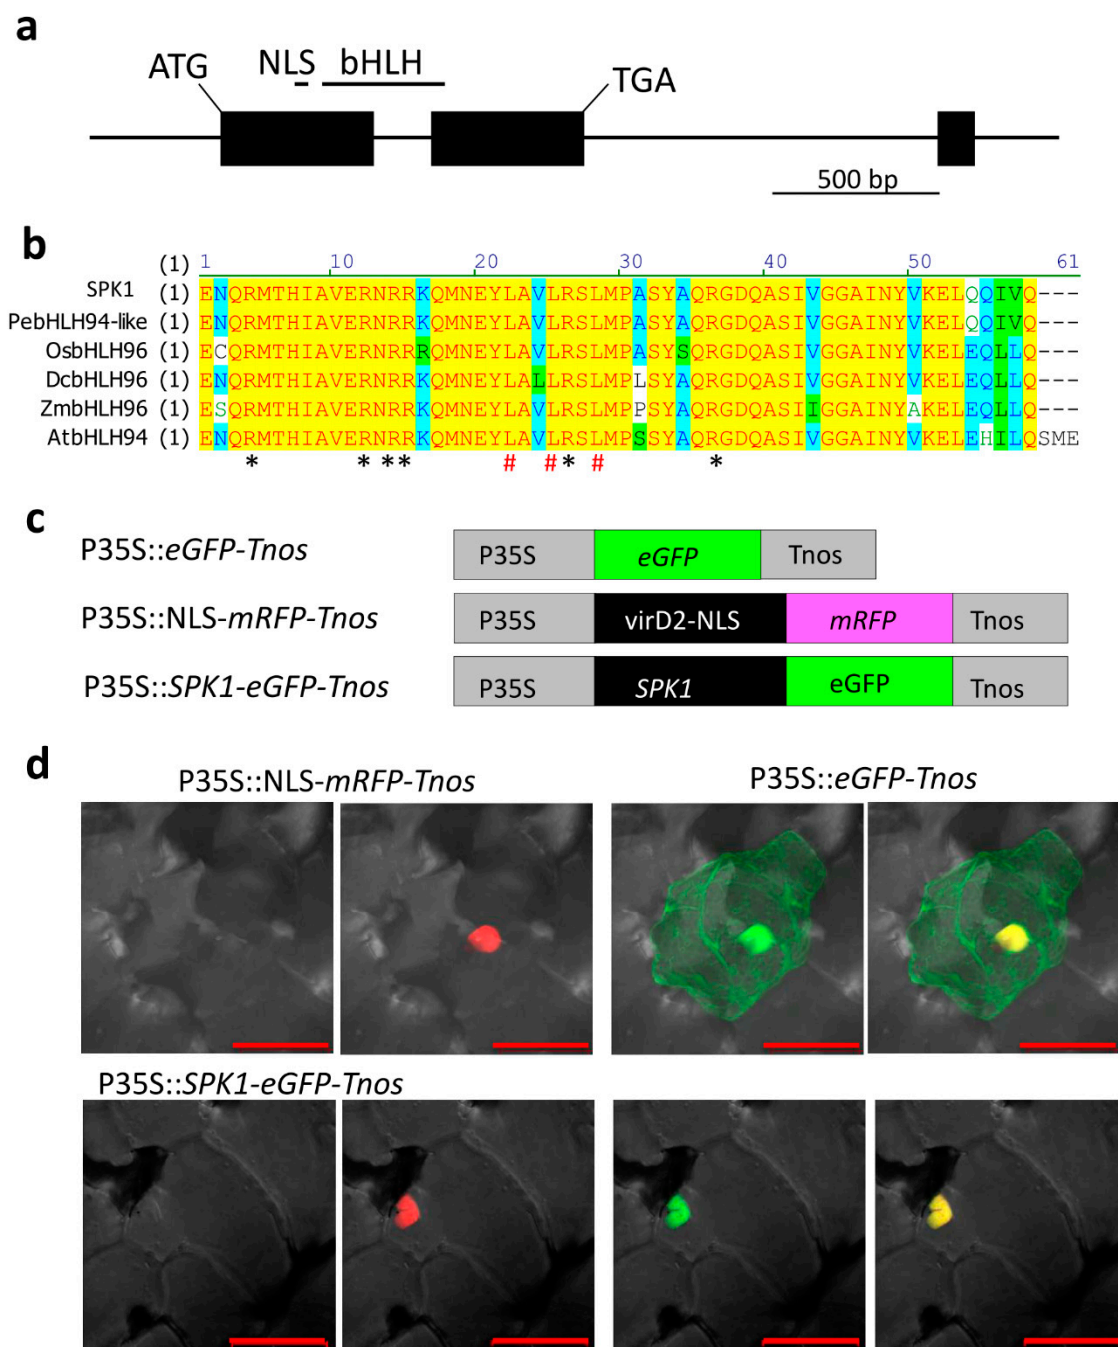 a
ATG NLS bHLH TGA
500 bp
b
(1) 1 10 20 30 40 50 61
SPK1 (1) ENQRMTHIAVERNRRKQMNEYLAVLRSLMPASYAQRGDQASIVGGAINYVKELQQIVQ---
PebHLH94-like (1) ENQRMTHIAVERNRRKQMNEYLAVLRSLMPASYAQRGDQASIVGGAINYVKELQQIVQ---
OsbHLH96 (1) ECQRMTHIAVERNRRRQMNEYLAVLRSLMPASYSQRGDQASIVGGAINYVKELEQLLQ---
DcbHLH96 (1) ENQRMTHIAVERNRRKQMNEYLALLRSLMPLSYAQRGDQASIVGGAINYVKELEQLLQ---
ZmbHLH96 (1) ESQRMTHIAVERNRRKQMNEYLAVLRSLMPPSYAQRGDQASIIGGAINYAKELEQLLQ---
AtbHLH94 (1) ENQRMTHIAVERNRRKQMNEYLAVLRSLMPSSYAQRGDQASIVGGAINYVKELEHILQSME
* * * * # # * # *
c
P35S::eGFP-Tnos P35S eGFP Tnos
P35S::NLS-mRFP-Tnos P35S virD2-NLS mRFP Tnos
P35S::SPK1-eGFP-Tnos P35S SPK1 eGFP Tnos
d
P35S::NLS-mRFP-Tnos P35S::eGFP-Tnos
P35S::SPK1-eGFP-Tnos